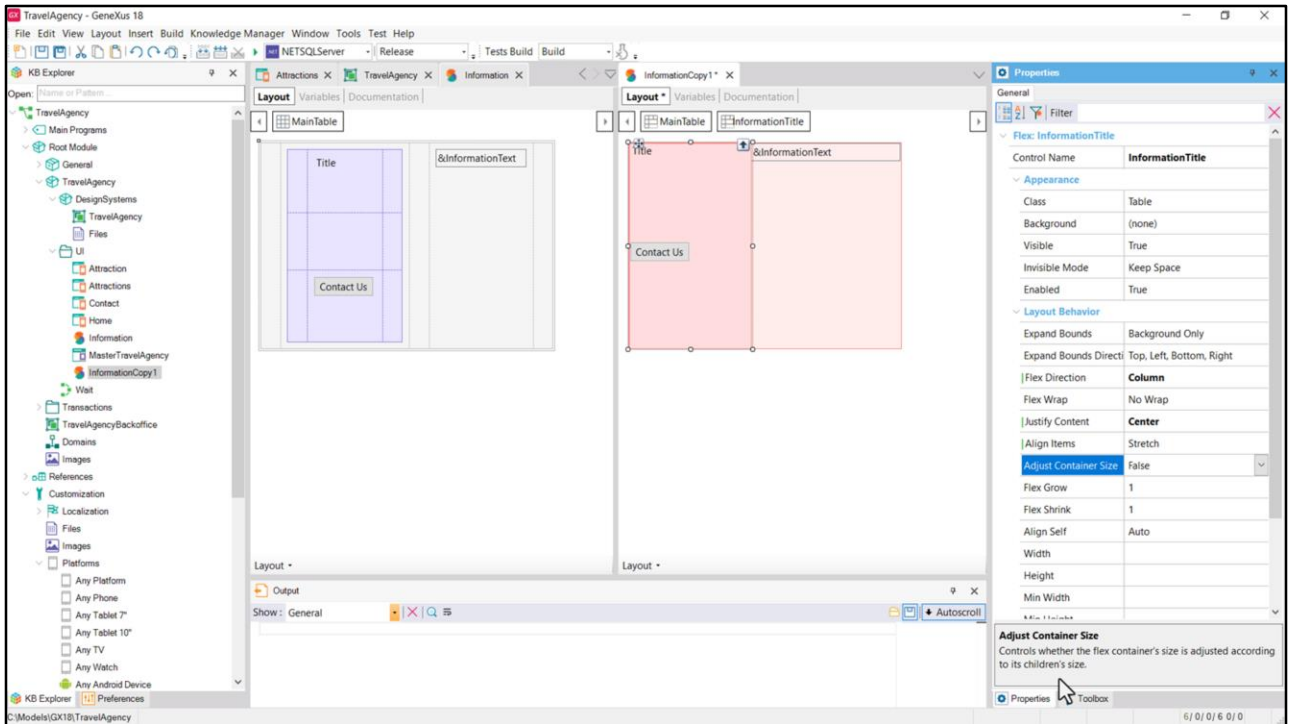 TravelAgency - GeneXus 18
File Edit View Layout Insert Build Knowledge Manager Window Tools Test Help
NETSQLServer Release Tests Build Build
KB Explorer
Open: Name or Pattern...
TravelAgency
Main Programs
Root Module
General
TravelAgency
DesignSystems
TravelAgency
Files
UI
Attraction
Attractions
Contact
Home
Information
MasterTravelAgency
InformationCopy1
Wait
Transactions
TravelAgencyBackoffice
Domains
Images
References
Customization
Localization
Files
Images
Platforms
Any Platform
Any Phone
Any Tablet 7"
Any Tablet 10"
Any TV
Any Watch
Any Android Device
KB Explorer Preferences
Attractions TravelAgency Information
Layout Variables Documentation
MainTable
Title
&InformationText
Contact Us
Layout
InformationCopy1*
Layout * Variables Documentation
MainTable InformationTitle
Title
&InformationText
Contact Us
Layout
Output
Show: General
Autoscroll
Properties
General
Filter
Flex: InformationTitle
Control Name InformationTitle
Appearance
Class Table
Background (none)
Visible True
Invisible Mode Keep Space
Enabled True
Layout Behavior
Expand Bounds Background Only
Expand Bounds Directi Top, Left, Bottom, Right
Flex Direction Column
Flex Wrap No Wrap
Justify Content Center
Align Items Stretch
Adjust Container Size False
Flex Grow 1
Flex Shrink 1
Align Self Auto
Width
Height
Min Width
Adjust Container Size
Controls whether the flex container's size is adjusted according
to its children's size.
Properties Toolbox
C:\Models\GX18\TravelAgency
6/ 0/ 0/ 6 0/ 0